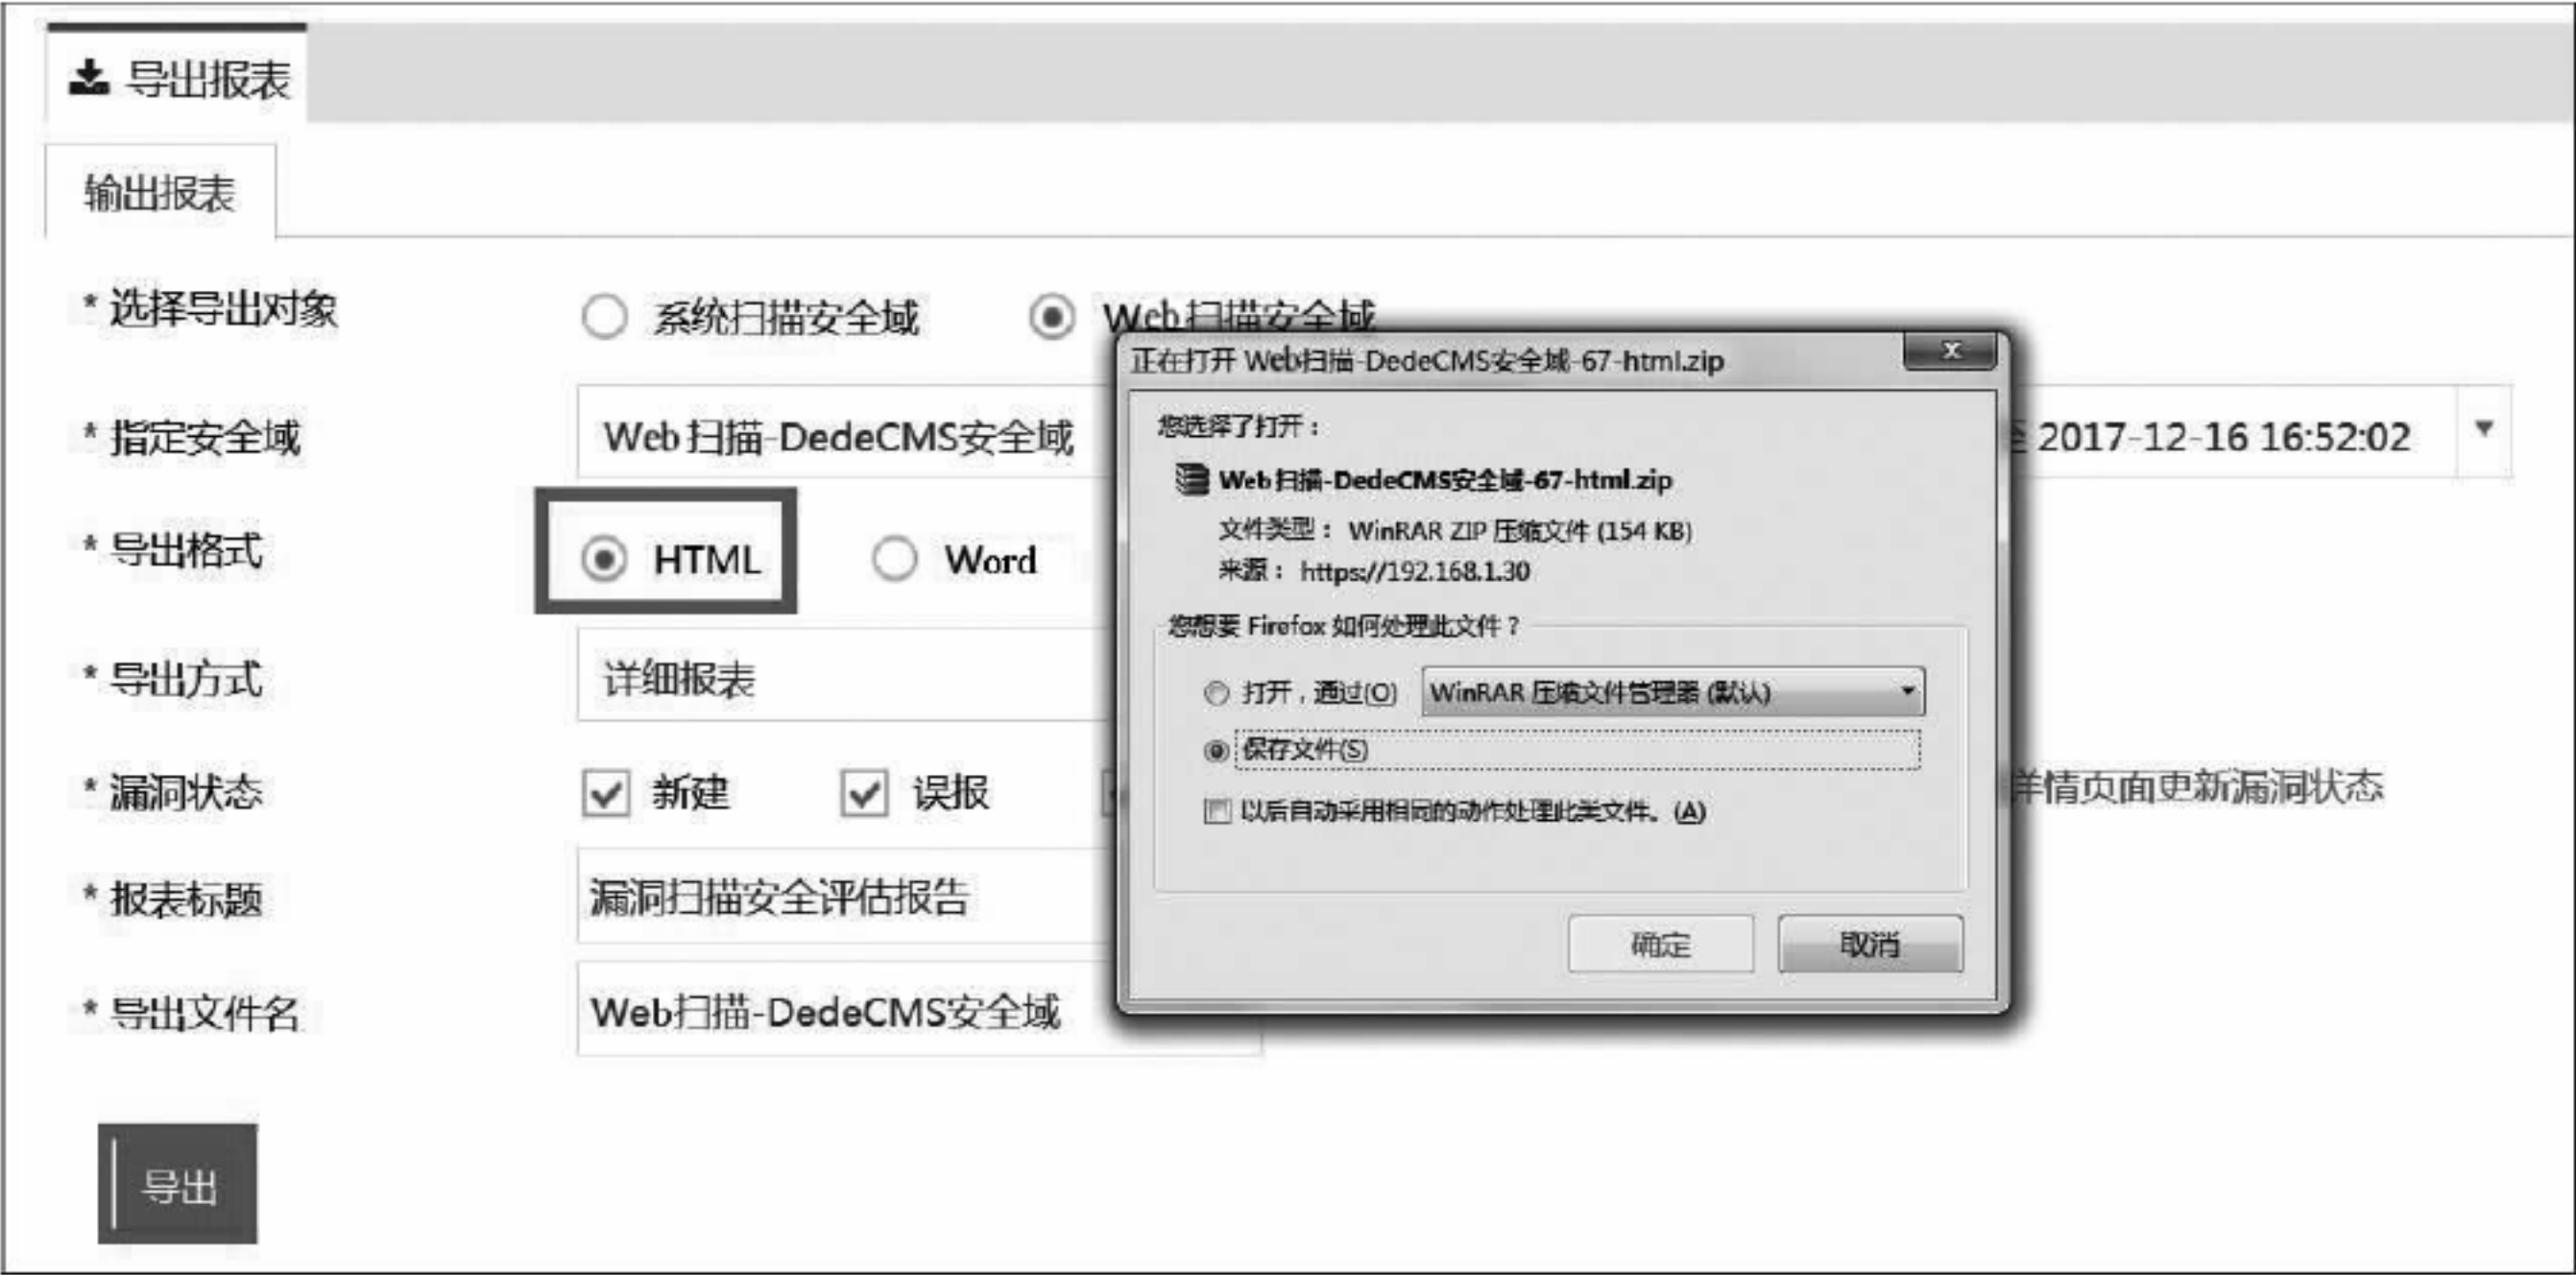 导出报表
输出报表
* 选择导出对象
系统扫描安全域
Web扫描安全域
* 指定安全域
Web扫描-DedeCMS安全域
2017-12-16 16:52:02
* 导出格式
HTML
Word
* 导出方式
详细报表
* 漏洞状态
新建
误报
详情页面更新漏洞状态
* 报表标题
漏洞扫描安全评估报告
* 导出文件名
Web扫描-DedeCMS安全域
导出
正在打开 Web扫描-DedeCMS安全域-67-html.zip
您选择了打开：
Web扫描-DedeCMS安全域-67-html.zip
文件类型： WinRAR ZIP 压缩文件 (154 KB)
来源： https://192.168.1.30
您想要 Firefox 如何处理此文件？
打开，通过(O)
WinRAR 压缩文件管理器 (默认)
保存文件(S)
以后自动采用相同的动作处理此类文件。(A)
确定
取消